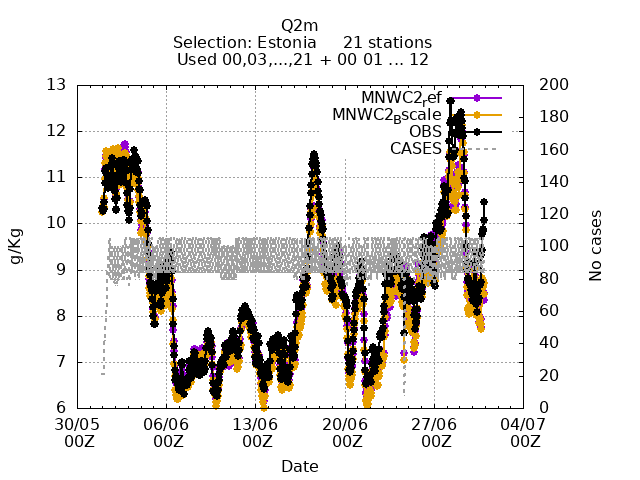 Q2m
Selection: Estonia     21 stations
Used 00,03,...,21 + 00 01 ... 12
g/Kg
13
12
11
10
9
8
7
6
200
180
160
140
120
100
80
60
40
20
0
No cases
MNWC2ref
MNWC2Bscale
OBS
CASES
30/05 06/06 13/06 20/06 27/06 04/07
00Z 00Z 00Z 00Z 00Z 00Z
Date